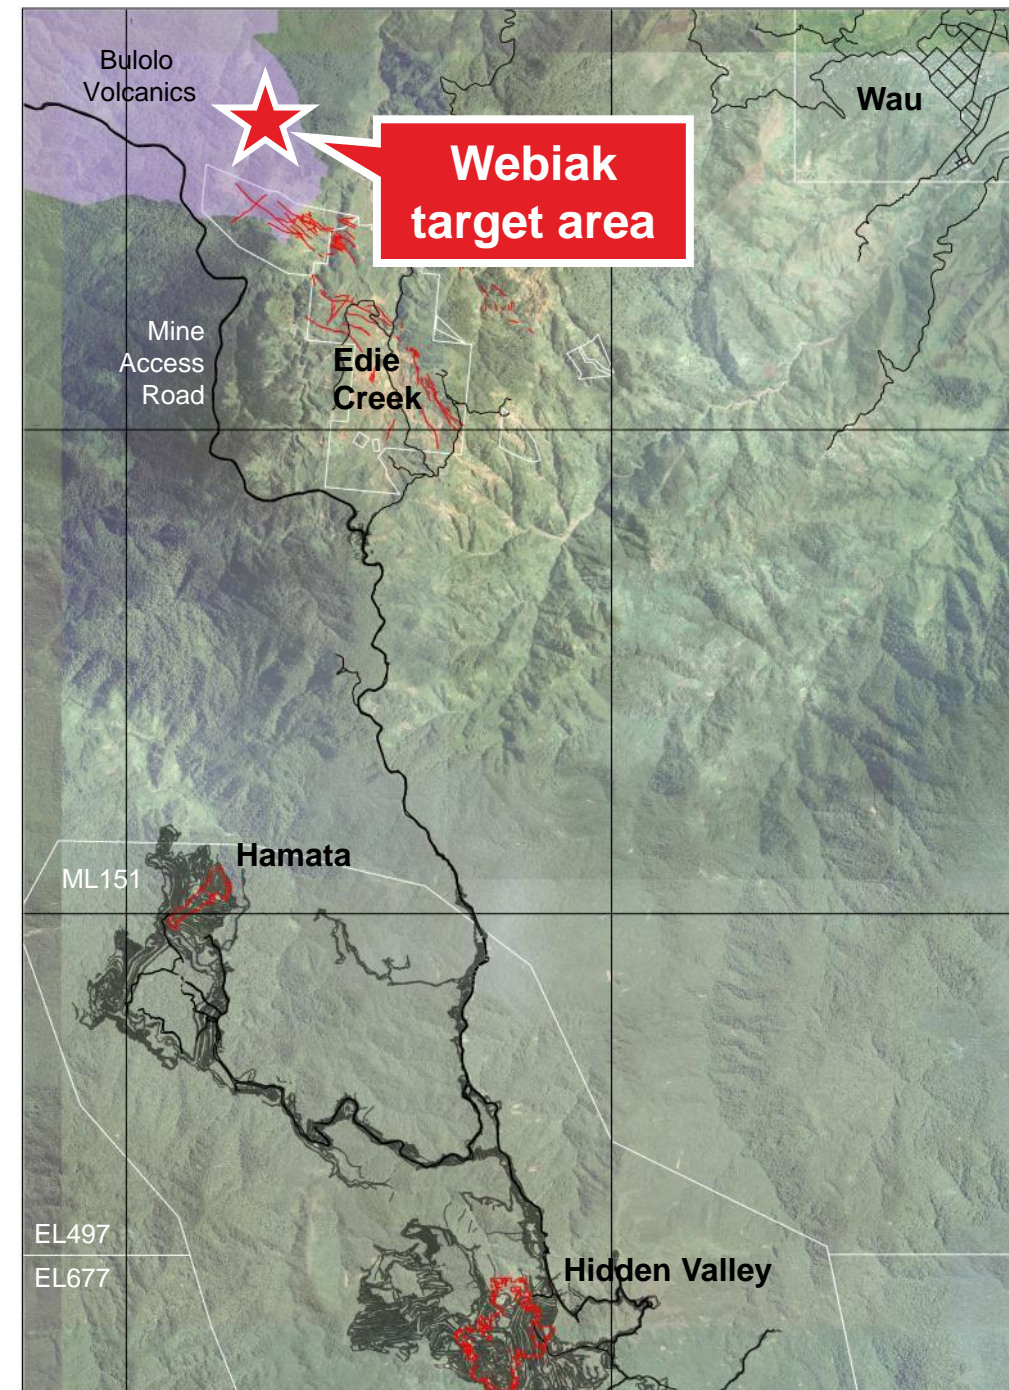 Bulolo
Volcanics
Wau
Webiak
target area
Mine
Access
Road
Edie
Creek
Hamata
ML151
EL497
EL677
Hidden Valley